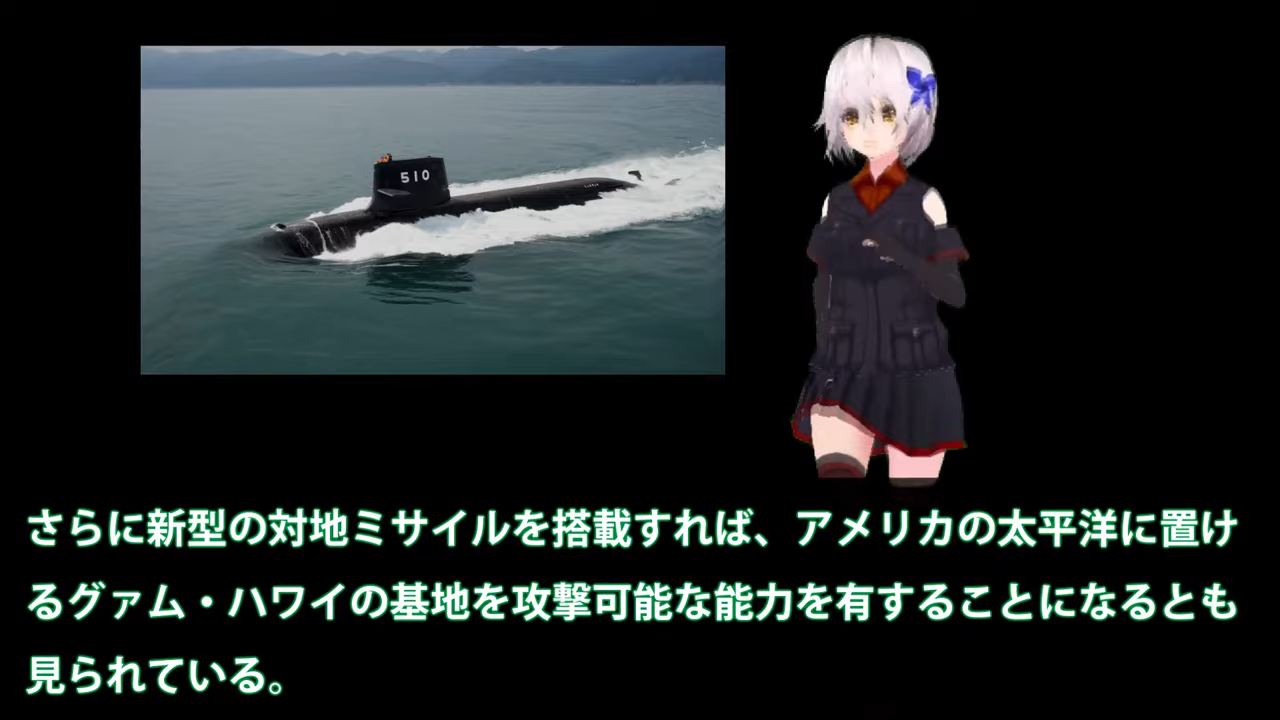 510
さらに新型の対地ミサイルを搭載すれば、アメリカの太平洋に置け
るグァム・ハワイの基地を攻撃可能な能力を有することになるとも
見られている。